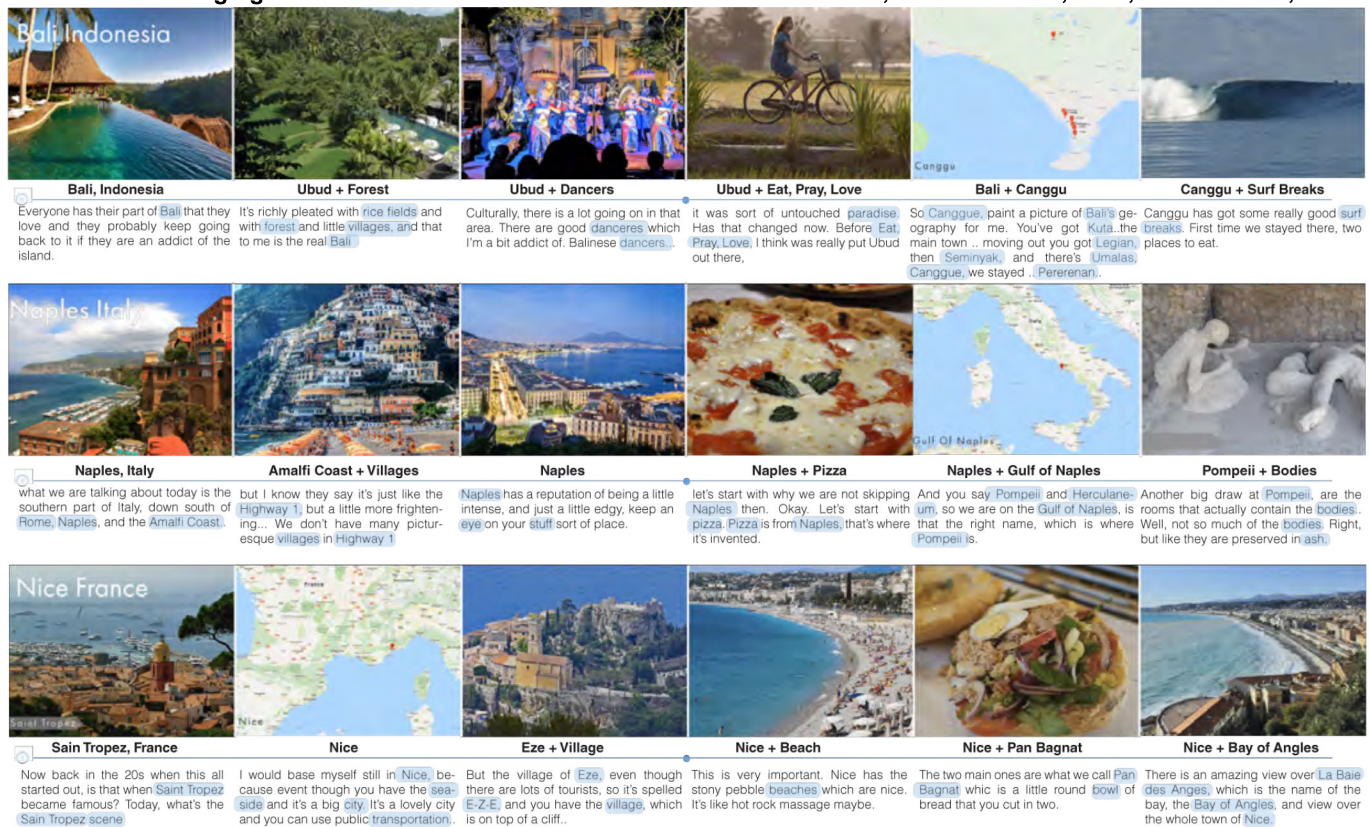 Bali Indonesia
Canggu
Bali, Indonesia
Everyone has their part of Bali that they
love and they probably keep going
back to it if they are an addict of the
island.
Ubud + Forest
It's richly pleated with rice fields and
with forest and little villages, and that
to me is the real Bali
Ubud + Dancers
Culturally, there is a lot going on in that
area. There are good danceres which
I'm a bit addict of. Balinese dancers...
Ubud + Eat, Pray, Love
it was sort of untouched paradise.
Has that changed now. Before Eat,
Pray, Love, I think was really put Ubud
out there,
Bali + Canggu
So Canggue, paint a picture of Bali's ge-
ography for me. You've got Kuta..the
main town .. moving out you got Legian,
then Seminyak, and there's Umalas,
Canggue, we stayed .. Pererenan..
Canggu + Surf Breaks
Canggu has got some really good surf
breaks. First time we stayed there, two
places to eat.
Naples Italy
Italy
Gulf Of Naples
Naples, Italy
what we are talking about today is the
southern part of Italy, down south of
Rome, Naples, and the Amalfi Coast..
Amalfi Coast + Villages
but I know they say it's just like the
Highway 1, but a little more frighten-
ing... We don't have many pictur-
esque villages in Highway 1
Naples
Naples has a reputation of being a little
intense, and just a little edgy, keep an
eye on your stuff sort of place.
Naples + Pizza
let's start with why we are not skipping
Naples then. Okay. Let's start with
pizza. Pizza is from Naples, that's where
it's invented.
Naples + Gulf of Naples
And you say Pompeii and Herculane-
um, so we are on the Gulf of Naples, is
that the right name, which is where
Pompeii is.
Pompeii + Bodies
Another big draw at Pompeii, are the
rooms that actually contain the bodies..
Well, not so much of the bodies. Right,
but like they are preserved in ash.
Nice France
Saint Tropez
France
Nice
Sain Tropez, France
Now back in the 20s when this all
started out, is that when Saint Tropez
became famous? Today, what's the
Sain Tropez scene
Nice
I would base myself still in Nice, be-
cause event though you have the sea-
side and it's a big city. It's a lovely city
and you can use public transportation..
Eze + Village
But the village of Eze, even though
there are lots of tourists, so it's spelled
E-Z-E, and you have the village, which
is on top of a cliff..
Nice + Beach
This is very important. Nice has the
stony pebble beaches which are nice.
It's like hot rock massage maybe.
Nice + Pan Bagnat
The two main ones are what we call Pan
Bagnat whic is a little round bowl of
bread that you cut in two.
Nice + Bay of Angles
There is an amazing view over La Baie
des Anges, which is the name of the
bay, the Bay of Angles, and view over
the whole town of Nice.